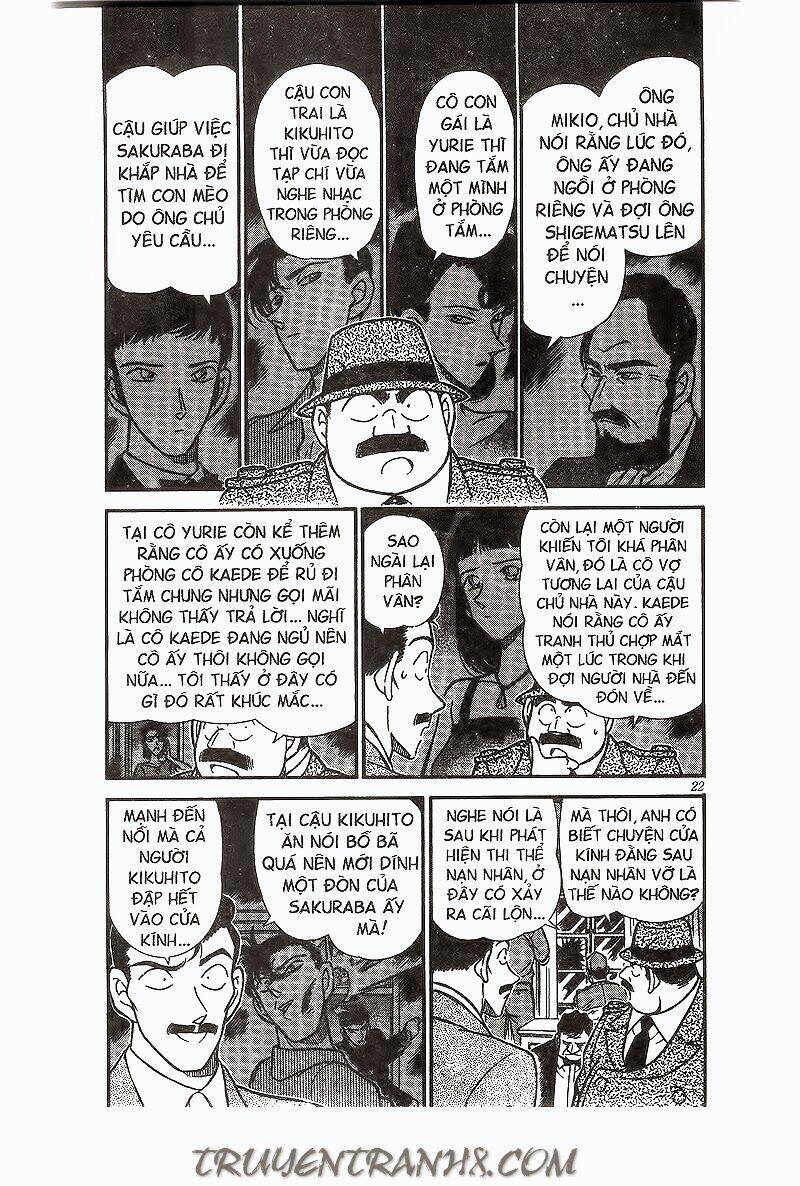 ÔNG
MIKIO, CHỦ NHÀ
NÓI RẰNG LÚC ĐÓ,
ÔNG ẤY ĐANG
NGỒI Ở PHÒNG
RIÊNG VÀ ĐỢI ÔNG
SHIGEMATSU LÊN
ĐỂ NÓI
CHUYỆN
...
CÔ CON
GÁI LÀ
YURIE THÌ
ĐANG TẮM
MỘT MÌNH
Ở PHÒNG
TẮM...
CẬU CON
TRAI LÀ
KIKUHITO
THÌ VỪA ĐỌC
TẠP CHÍ VỪA
NGHE NHẠC
TRONG PHÒNG
RIÊNG...
CẬU GIÚP VIỆC
SAKURABA ĐI
KHẮP NHÀ ĐỂ
TÌM CON MÈO
DO ÔNG CHỦ
YÊU CẦU...
CÒN LẠI MỘT NGƯỜI
KHIẾN TÔI KHÁ PHÂN
VÂN, ĐÓ LÀ CÔ VỢ
TƯƠNG LAI CỦA CẬU
CHỦ NHÀ NÀY. KAEDE
NÓI RẰNG CÔ ẤY
TRANH THỦ CHỢP MẮT
MỘT LÚC TRONG KHI
ĐỢI NGƯỜI NHÀ ĐẾN
ĐÓN VỀ...
SAO
NGÀI LẠI
PHÂN
VÂN?
TẠI CÔ YURIE CÒN KỂ THÊM
RẰNG CÔ ẤY CÓ XUỐNG
PHÒNG CÔ KAEDE ĐỂ RỦ ĐI
TẮM CHUNG NHƯNG GỌI MÃI
KHÔNG THẤY TRẢ LỜI... NGHĨ
LÀ CÔ KAEDE ĐANG NGỦ NÊN
CÔ ẤY THÔI KHÔNG GỌI
NỮA... TÔI THẤY Ở ĐÂY CÓ
GÌ ĐÓ RẤT KHÚC MẮC...
22
MÀ THÔI, ANH CÓ
BIẾT CHUYỆN CỬA
KÍNH ĐẰNG SAU
NẠN NHÂN VỠ LÀ
THẾ NÀO KHÔNG?
NGHE NÓI LÀ
SAU KHI PHÁT
HIỆN THI THỂ
NẠN NHÂN, Ở
ĐÂY CÓ XẢY
RA CÃI LỘN...
TẠI CẬU KIKUHITO
ĂN NÓI BỔ BÃ
QUÁ NÊN MỚI DÍNH
MỘT ĐÒN CỦA
SAKURABA ẤY
MÀ!
MẠNH ĐẾN
NỖI MÀ CẢ
NGƯỜI
KIKUHITO
ĐẬP HẾT
VÀO CỬA
KÍNH...
TRUYENTRANH8.COM